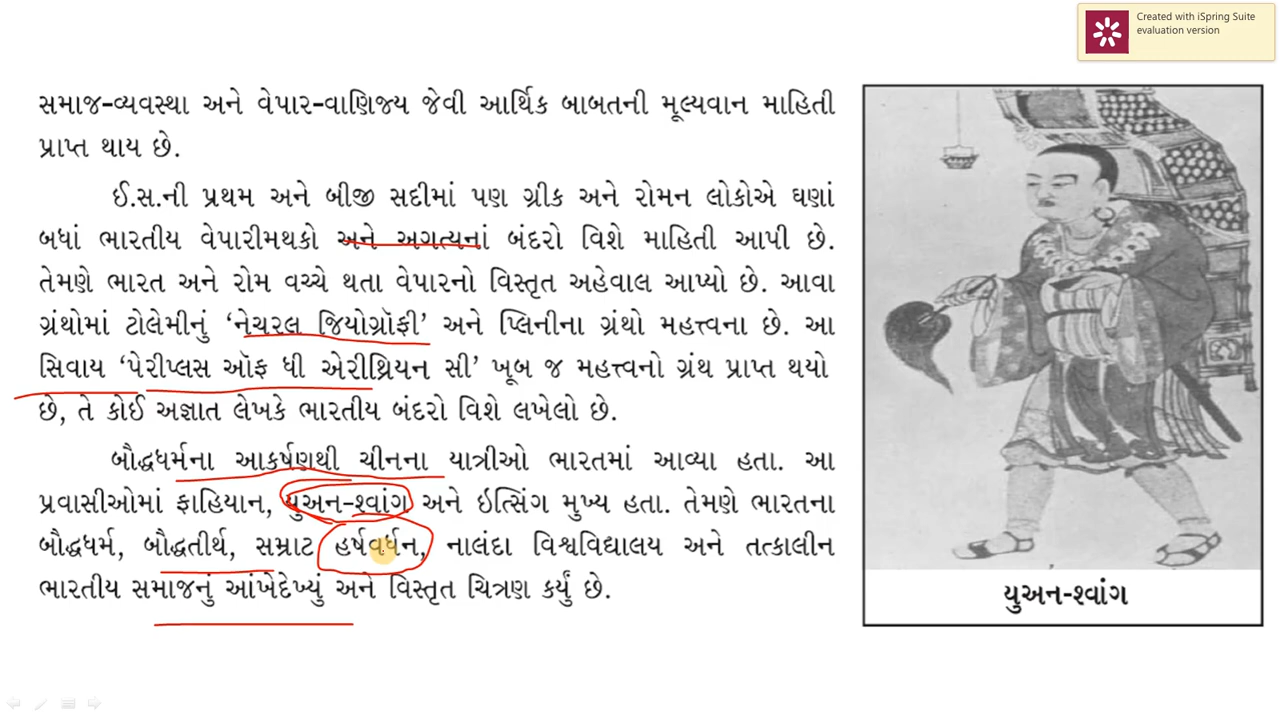 Created with iSpring Suite
evaluation version
સમાજ-વ્યવસ્થા અને વેપાર-વાણિજ્ય જેવી આર્થિક બાબતની મૂલ્યવાન માહિતી
પ્રાપ્ત થાય છે.
ઈ.સ.ની પ્રથમ અને બીજી સદીમાં પણ ગ્રીક અને રોમન લોકોએ ઘણાં
બધાં ભારતીય વેપારીમથકો અને અગત્યનાં બંદરો વિશે માહિતી આપી છે.
તેમણે ભારત અને રોમ વચ્ચે થતા વેપારનો વિસ્તૃત અહેવાલ આપ્યો છે. આવા
ગ્રંથોમાં ટોલેમીનું ‘નેચરલ જિયોગ્રૉફી’ અને પ્લિનીના ગ્રંથો મહત્ત્વના છે. આ
સિવાય ‘પેરીપ્લસ ઑફ ધી એરીથ્રિયન સી’ ખૂબ જ મહત્ત્વનો ગ્રંથ પ્રાપ્ત થયો
છે, તે કોઈ અજ્ઞાત લેખકે ભારતીય બંદરો વિશે લખેલો છે.
બૌદ્ધધર્મના આકર્ષણથી ચીનના યાત્રીઓ ભારતમાં આવ્યા હતા. આ
પ્રવાસીઓમાં ફાહિયાન, યુઅન-શ્વાંગ અને ઇત્સિંગ મુખ્ય હતા. તેમણે ભારતના
બૌદ્ધધર્મ, બૌદ્ધતીર્થ, સમ્રાટ હર્ષવર્ધન, નાલંદા વિશ્વવિદ્યાલય અને તત્કાલીન
ભારતીય સમાજનું આંખેદેખ્યું અને વિસ્તૃત ચિત્રણ કર્યું છે.
યુઅન-શ્વાંગ